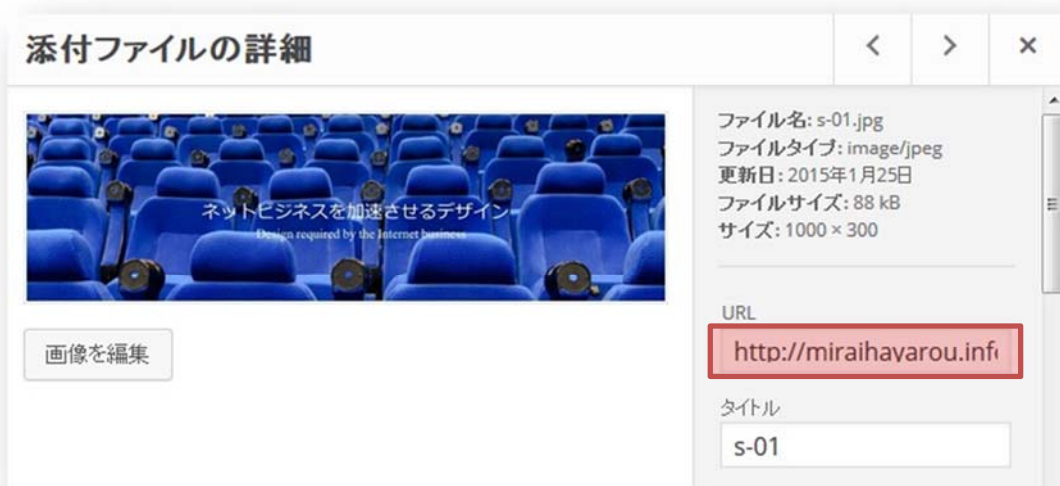 添付ファイルの詳細
ネットビジネスを加速させるデザイン
Design required by the Internet business
画像を編集
ファイル名: s-01.jpg
ファイルタイプ: image/jpeg
更新日: 2015年1月25日
ファイルサイズ: 88 kB
サイズ: 1000 × 300
URL
http://miraihayarou.info
タイトル
s-01